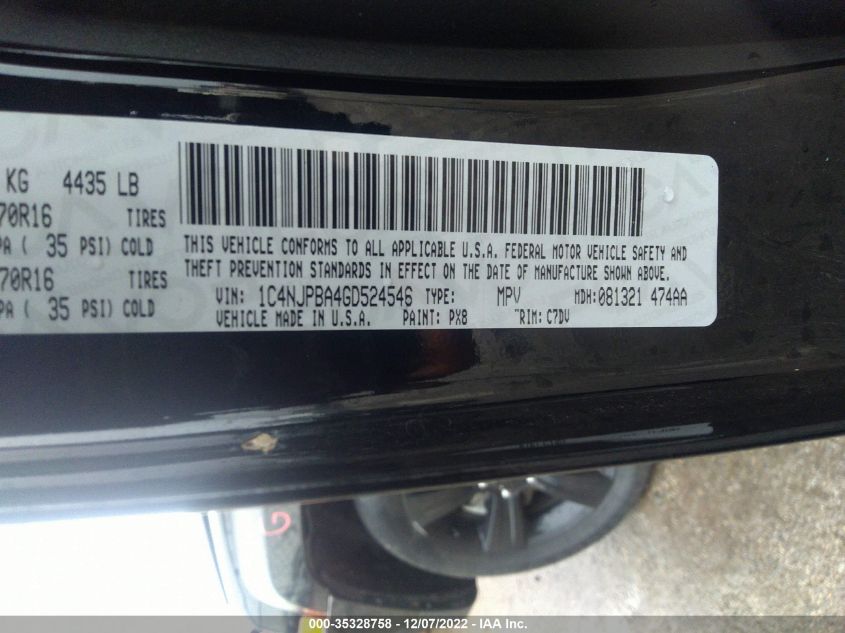 KG 4435 LB
70R16 TIRES
PA ( 35 PSI) COLD
70R16 TIRES
PA ( 35 PSI) COLD
THIS VEHICLE CONFORMS TO ALL APPLICABLE U.S.A. FEDERAL MOTOR VEHICLE SAFETY AND
THEFT PREVENTION STANDARDS IN EFFECT ON THE DATE OF MANUFACTURE SHOWN ABOVE.
VIN: 1C4NJPBA4GD524546 TYPE: MPV MDH:081321 474AA
VEHICLE MADE IN U.S.A. PAINT: PX8 TRIM: C7DV
000-35328758 - 12/07/2022 - IAA Inc.